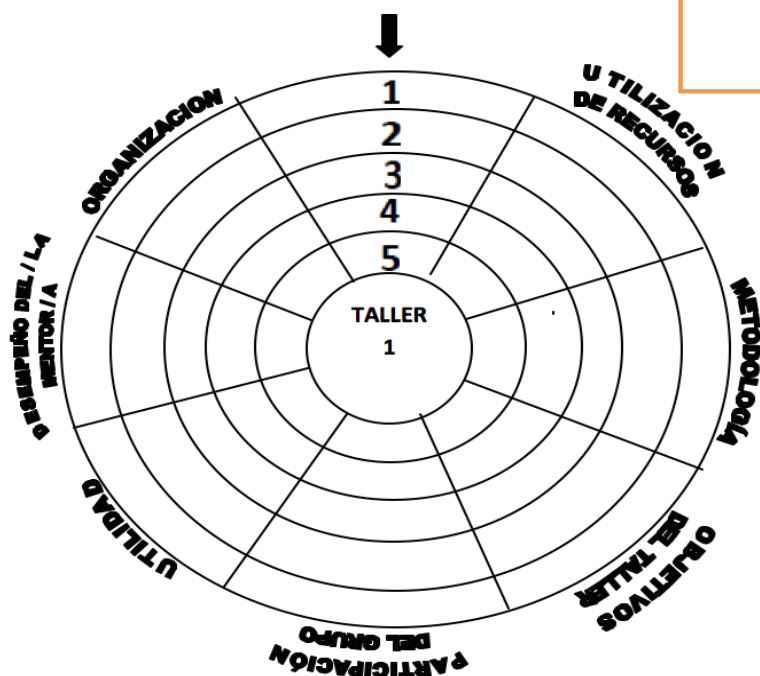 1
2
3
4
5
TALLER
1
U TILIZACION
DE RECURSOS
METODOLOGÍA
OBJETIVOS
DEL TALLER
PARTICIPACIÓN
DEL GRUPO
UTILIDAD
DESEMPEÑO DEL / LA
MENTOR / A
ORGANIZACION